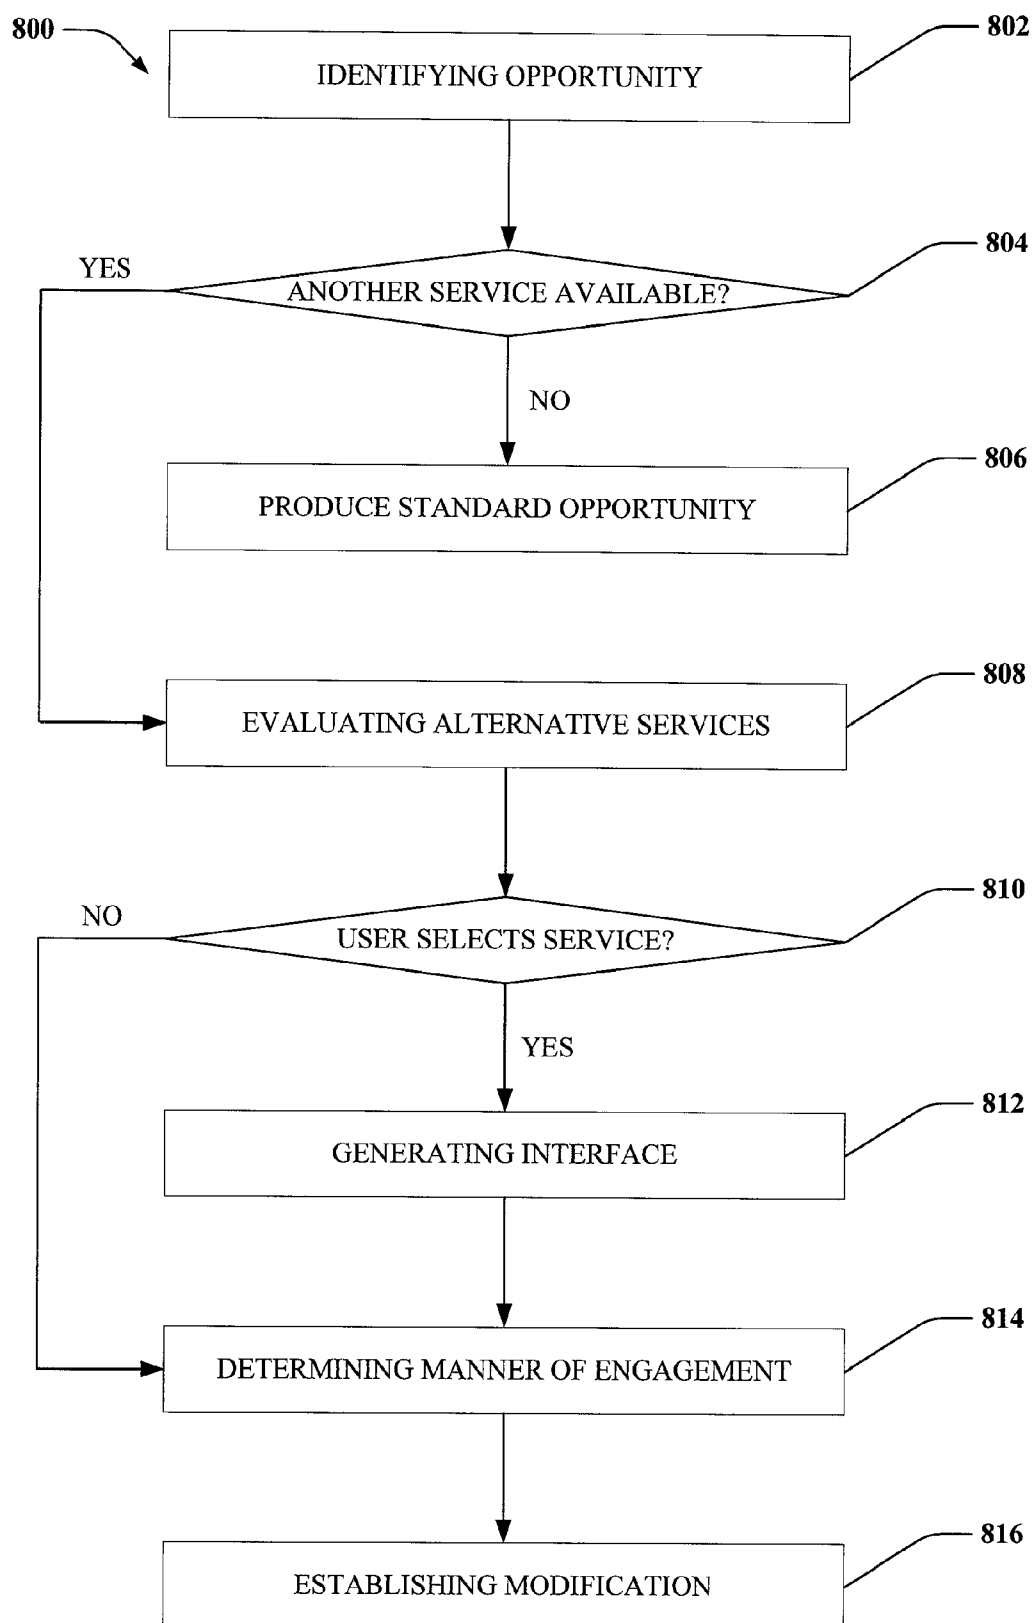 800
802
IDENTIFYING OPPORTUNITY
804
YES
ANOTHER SERVICE AVAILABLE?
NO
806
PRODUCE STANDARD OPPORTUNITY
808
EVALUATING ALTERNATIVE SERVICES
810
NO
USER SELECTS SERVICE?
YES
812
GENERATING INTERFACE
814
DETERMINING MANNER OF ENGAGEMENT
816
ESTABLISHING MODIFICATION